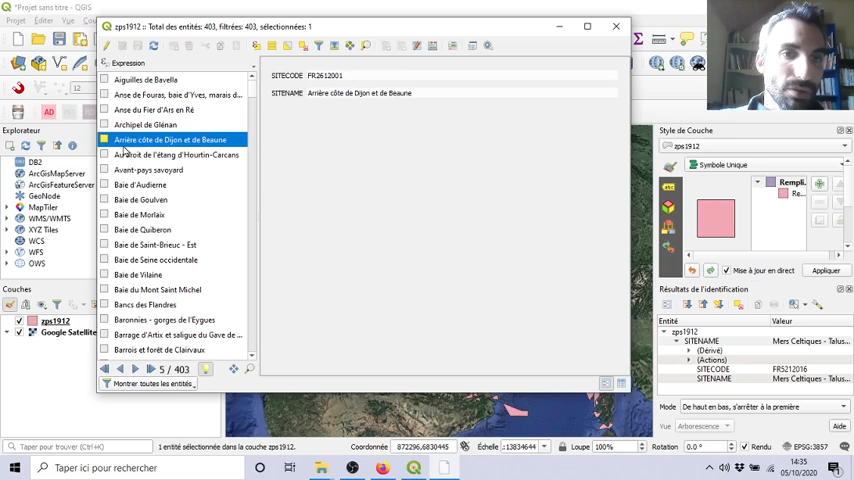 *Projet sans titre - QGIS
Projet Éditer Vue
zps1912 :: Total des entités: 403, filtrées: 403, sélectionnées: 1
12
AD
Explorateur
DB2
ArcGisMapServer
ArcGisFeatureServer
GeoNode
MapTiler
WMS/WMTS
XYZ Tiles
WCS
WFS
OWS
Couches
zps1912
Google Satellite
Expression
Aiguilles de Bavella
Anse de Fouras, baie d'Yves, marais d...
Anse du Fier d'Ars en Ré
Archipel de Glénan
Arrière côte de Dijon et de Beaune
Au droit de l'étang d'Hourtin-Carcans
Avant-pays savoyard
Baie d'Audierne
Baie de Goulven
Baie de Morlaix
Baie de Quiberon
Baie de Saint-Brieuc - Est
Baie de Seine occidentale
Baie de Vilaine
Baie du Mont Saint Michel
Bancs des Flandres
Baronnies - gorges de l'Eygues
Barrage d'Artix et saligue du Gave de ...
Barrois et forêt de Clairvaux
5 / 403
Montrer toutes les entités
SITECODE FR2612001
SITENAME Arrière côte de Dijon et de Beaune
Style de Couche
zps1912
Symbole Unique
Rempli...
Re...
Mise à jour en direct
Appliquer
Résultats de l'identification
Entité Valeur
zps1912
SITENAME Mers Celtiques - Talus...
(Dérivé)
(Actions)
SITECODE FR5212016
SITENAME Mers Celtiques - Talus...
Mode De haut en bas, s'arrêter à la première
Vue Arborescence Aide
Taper pour trouver (Ctrl+K)
1 entité sélectionnée dans la couche zps1912.
Coordonnée 872296,6830445 Échelle 1:13834644 Loupe 100% Rotation 0.0 ° Rendu EPSG:3857
Taper ici pour rechercher
14:35
05/10/2020